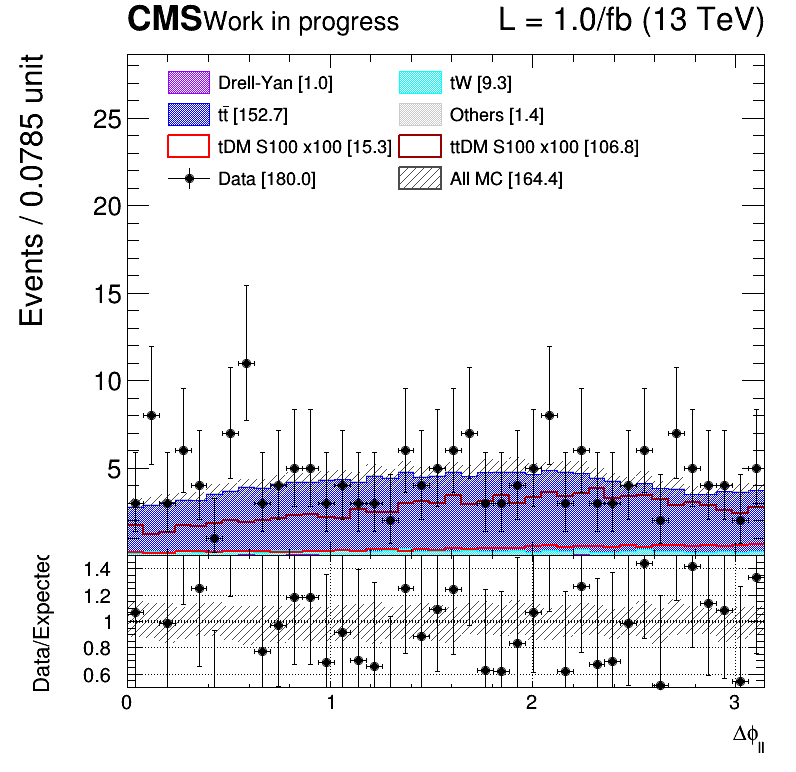 CMS Work in progress L = 1.0/fb (13 TeV)
Events / 0.0785 unit
Drell-Yan [1.0] tW [9.3]
tt̄ [152.7] Others [1.4]
tDM S100 x100 [15.3] ttDM S100 x100 [106.8]
Data [180.0] All MC [164.4]
25
20
15
10
5
Data/Expected
1.4
1.2
1
0.8
0.6
0 1 2 3
Δϕll